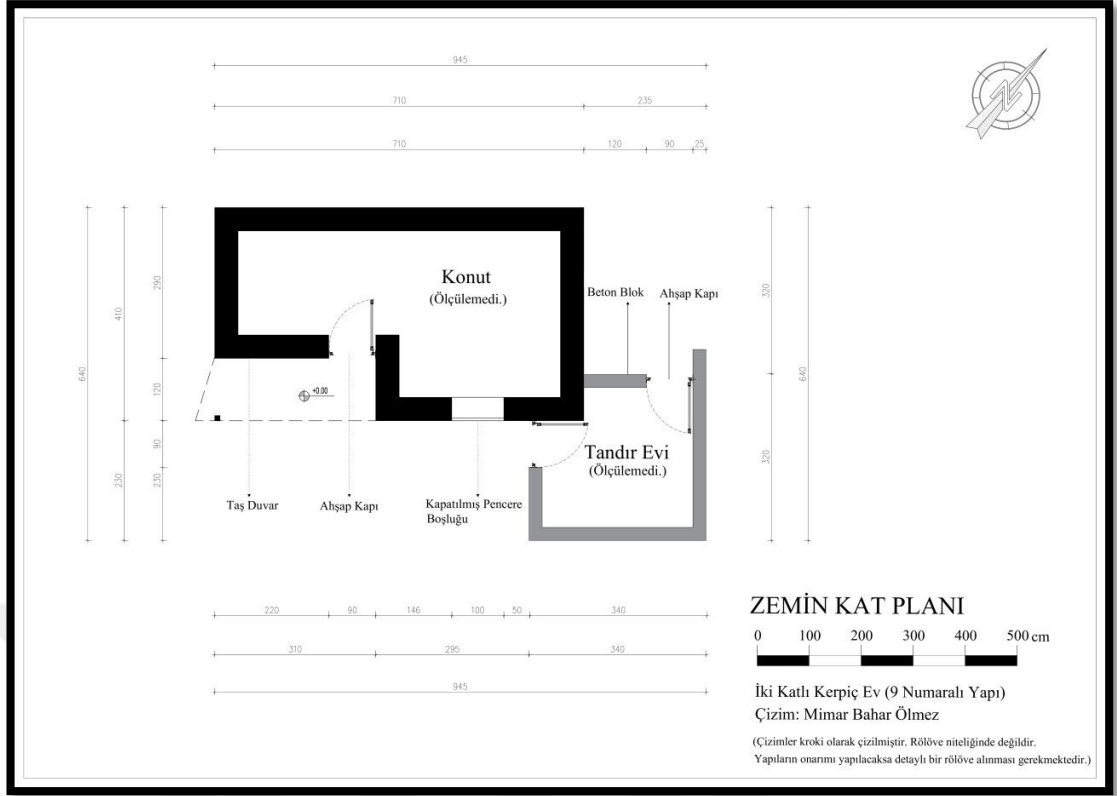 945
710 235
710 120 90 25
640
410
290
120
90
230
230
320
320
640
Konut
(Ölçülemedi.)
Beton Blok
Ahşap Kapı
+0.00
Tandır Evi
(Ölçülemedi.)
Taş Duvar
Ahşap Kapı
Kapatılmış Pencere
Boşluğu
220 90 146 100 50 340
310 295 340
945
ZEMİN KAT PLANI
0 100 200 300 400 500 cm
İki Katlı Kerpiç Ev (9 Numaralı Yapı)
Çizim: Mimar Bahar Ölmez
(Çizimler kroki olarak çizilmiştir. Rölöve niteliğinde değildir.
Yapıların onarımı yapılacaksa detaylı bir rölöve alınması gerekmektedir.)